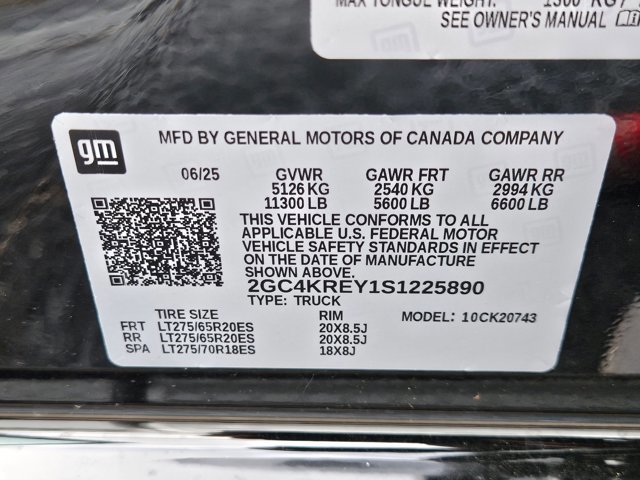 MAX TONGUE WEIGHT:
SEE OWNER'S MANUAL
gm
MFD BY GENERAL MOTORS OF CANADA COMPANY
06/25 GVWR GAWR FRT GAWR RR
5126 KG 2540 KG 2994 KG
11300 LB 5600 LB 6600 LB
THIS VEHICLE CONFORMS TO ALL
APPLICABLE U.S. FEDERAL MOTOR
VEHICLE SAFETY STANDARDS IN EFFECT
ON THE DATE OF MANUFACTURE
SHOWN ABOVE.
2GC4KREY1S1225890
TYPE: TRUCK
TIRE SIZE RIM MODEL: 10CK20743
FRT LT275/65R20ES 20X8.5J
RR LT275/65R20ES 20X8.5J
SPA LT275/70R18ES 18X8J